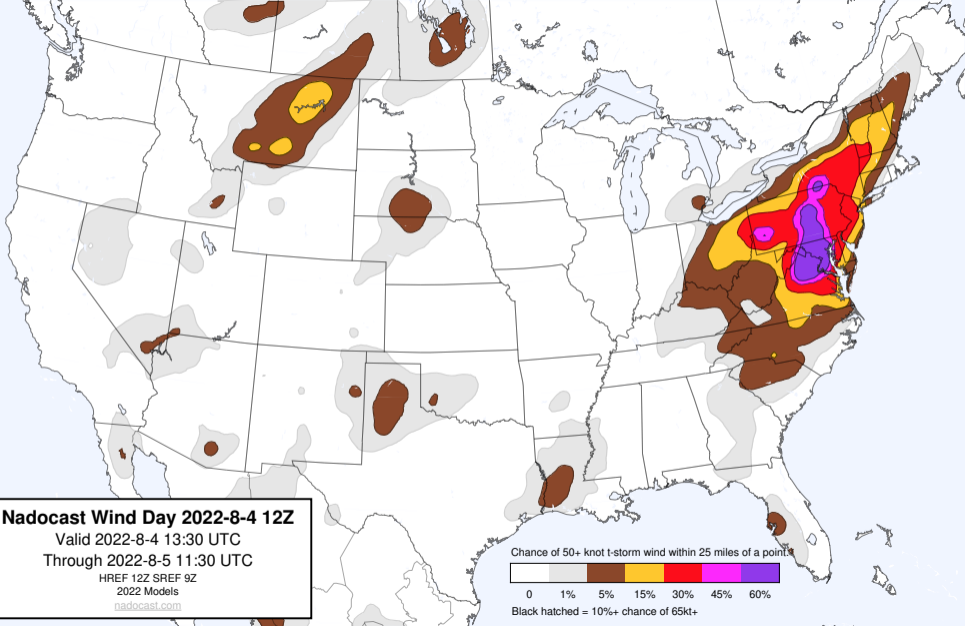 Nadocast Wind Day 2022-8-4 12Z
Valid 2022-8-4 13:30 UTC
Through 2022-8-5 11:30 UTC
HREF 12Z SREF 9Z
2022 Models
nadocast.com
Chance of 50+ knot t-storm wind within 25 miles of a point.
0 1% 5% 15% 30% 45% 60%
Black hatched = 10%+ chance of 65kt+